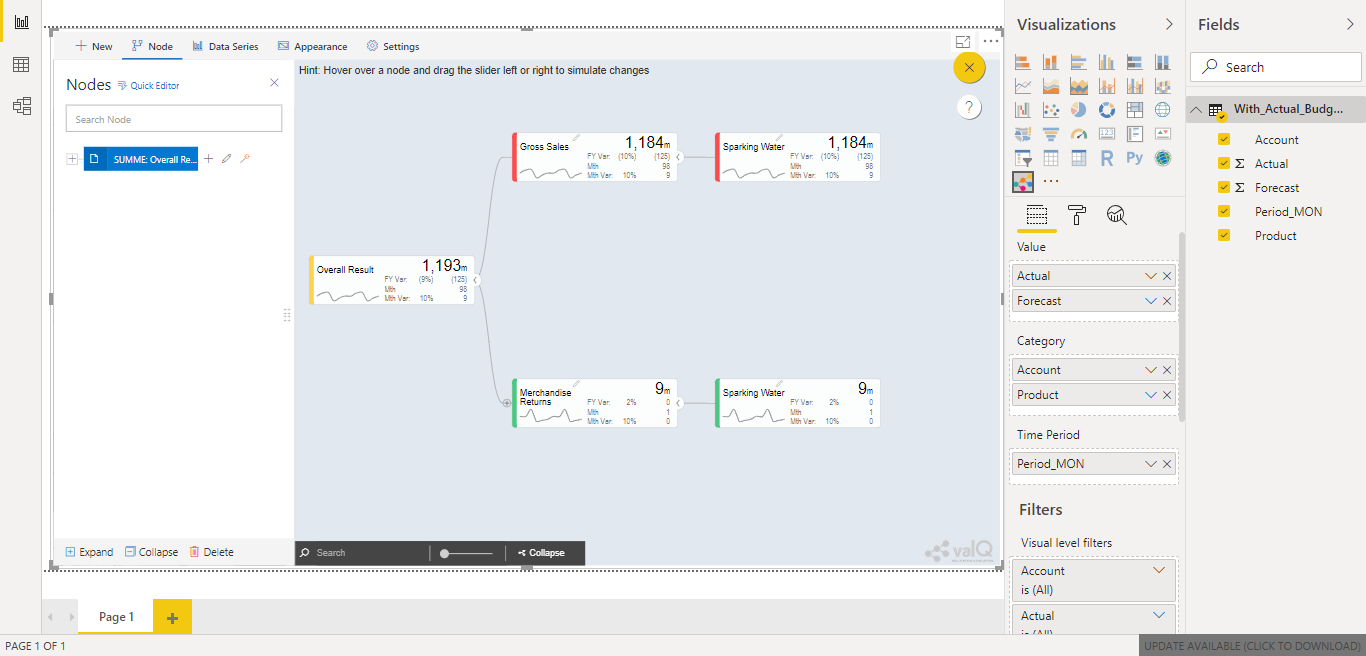 New
Node
Data Series
Appearance
Settings
Nodes
Quick Editor
Search Node
SUMME: Overall Re...
Expand
Collapse
Delete
Hint: Hover over a node and drag the slider left or right to simulate changes
?
Gross Sales
1,184m
FY Var: (10%) (125)
Mth 98
Mth Var: 10% 9
Sparking Water
1,184m
FY Var: (10%) (125)
Mth 98
Mth Var: 10% 9
Overall Result
1,193m
FY Var: (9%) (125)
Mth 98
Mth Var: 10% 9
Merchandise
Returns
9m
FY Var: 2% 0
Mth 1
Mth Var: 10% 0
Sparking Water
9m
FY Var: 2% 0
Mth 1
Mth Var: 10% 0
Search
Collapse
valQ
Page 1
PAGE 1 OF 1
Visualizations
123
R
Py
Value
Actual
Forecast
Category
Account
Product
Time Period
Period_MON
Filters
Visual level filters
Account
is (All)
Actual
is (All)
Fields
Search
With_Actual_Budg...
Account
Σ Actual
Σ Forecast
Period_MON
Product
UPDATE AVAILABLE (CLICK TO DOWNLOAD)